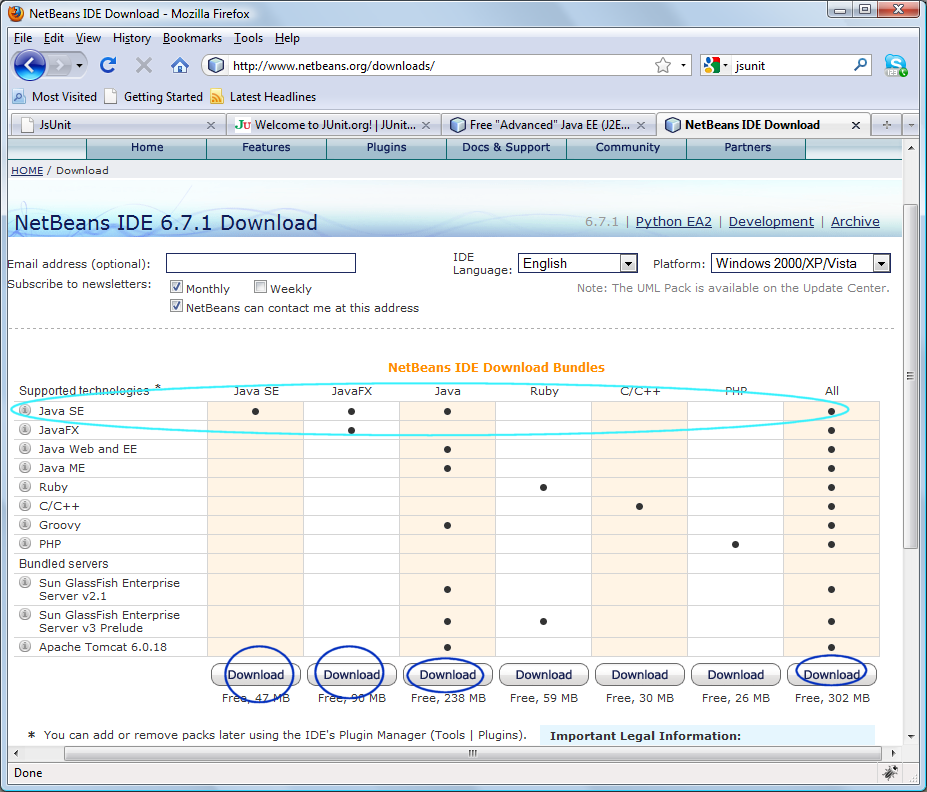 NetBeans IDE Download - Mozilla Firefox
File Edit View History Bookmarks Tools Help
http://www.netbeans.org/downloads/ jsunit
Most Visited Getting Started Latest Headlines
JsUnit JU Welcome to JUnit.org! | JUnit... Free "Advanced" Java EE (J2E... NetBeans IDE Download
Home Features Plugins Docs & Support Community Partners
HOME / Download
NetBeans IDE 6.7.1 Download 6.7.1 | Python EA2 | Development | Archive
Email address (optional): IDE Language: English Platform: Windows 2000/XP/Vista
Subscribe to newsletters: Monthly Weekly Note: The UML Pack is available on the Update Center.
NetBeans can contact me at this address
NetBeans IDE Download Bundles
Supported technologies * Java SE JavaFX Java Ruby C/C++ PHP All
Java SE
JavaFX
Java Web and EE
Java ME
Ruby
C/C++
Groovy
PHP
Bundled servers
Sun GlassFish Enterprise
Server v2.1
Sun GlassFish Enterprise
Server v3 Prelude
Apache Tomcat 6.0.18
Download Download Download Download Download Download Download
Free, 47 MB Free, 90 MB Free, 238 MB Free, 59 MB Free, 30 MB Free, 26 MB Free, 302 MB
* You can add or remove packs later using the IDE's Plugin Manager (Tools | Plugins). Important Legal Information:
Done